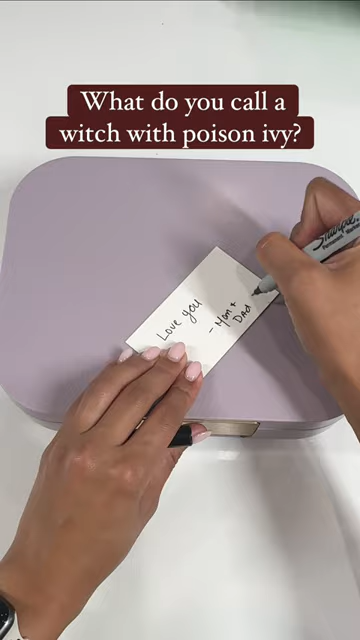 What do you call a
witch with poison ivy?
Love you
- Mom +
Dad
Sharpie